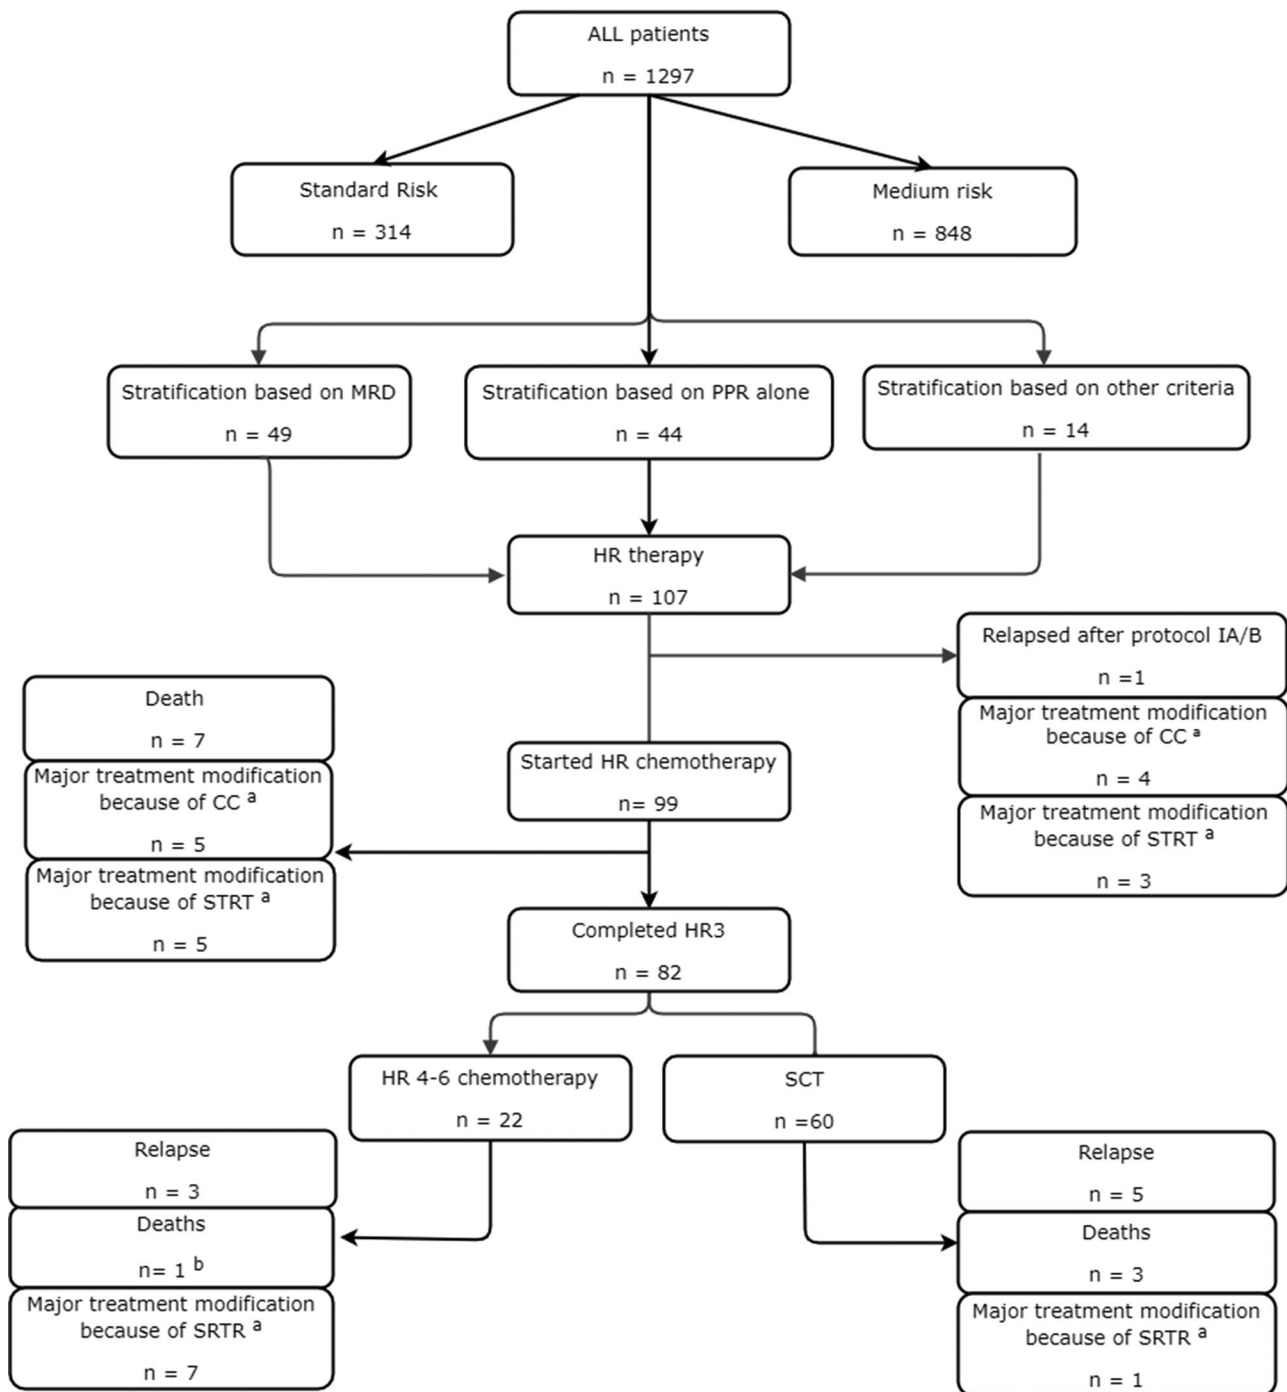 ALL patients
n = 1297
Standard Risk
n = 314
Medium risk
n = 848
Stratification based on MRD
n = 49
Stratification based on PPR alone
n = 44
Stratification based on other criteria
n = 14
HR therapy
n = 107
Relapsed after protocol IA/B
n =1
Major treatment modification
because of CC a
n = 4
Major treatment modification
because of STRT a
n = 3
Death
n = 7
Major treatment modification
because of CC a
n = 5
Major treatment modification
because of STRT a
n = 5
Started HR chemotherapy
n= 99
Completed HR3
n = 82
HR 4-6 chemotherapy
n = 22
SCT
n =60
Relapse
n = 3
Deaths
n= 1 b
Major treatment modification
because of SRTR a
n = 7
Relapse
n = 5
Deaths
n = 3
Major treatment modification
because of SRTR a
n = 1